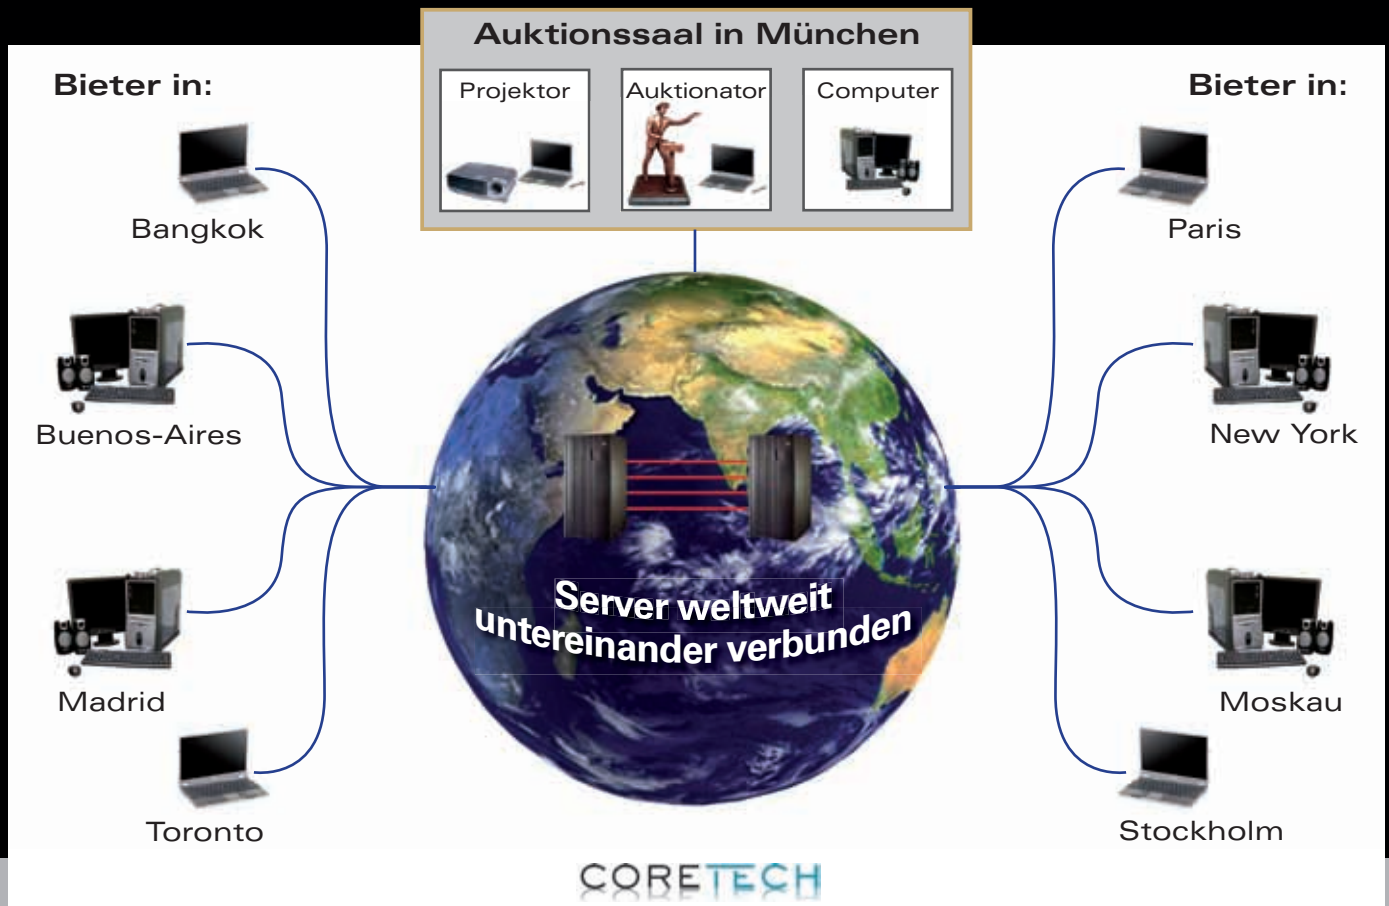 Auktionssaal in München
Projektor
Auktionator
Computer
Bieter in:
Bangkok
Buenos-Aires
Madrid
Toronto
Bieter in:
Paris
New York
Moskau
Stockholm
Server weltweit
untereinander verbunden
CORETECH